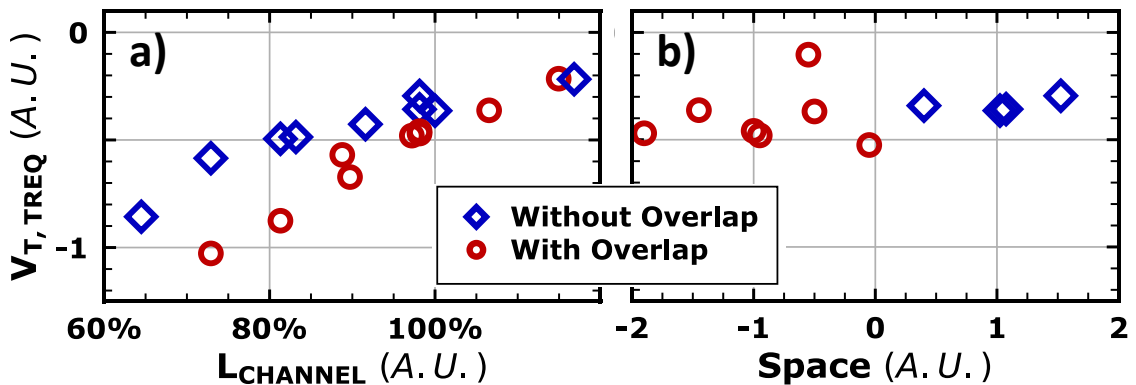 a)
b)
0
-1
V_T, TREQ (A.U.)
Without Overlap
With Overlap
60% 80% 100%
-2 -1 0 1 2
L_CHANNEL (A.U.)
Space (A.U.)